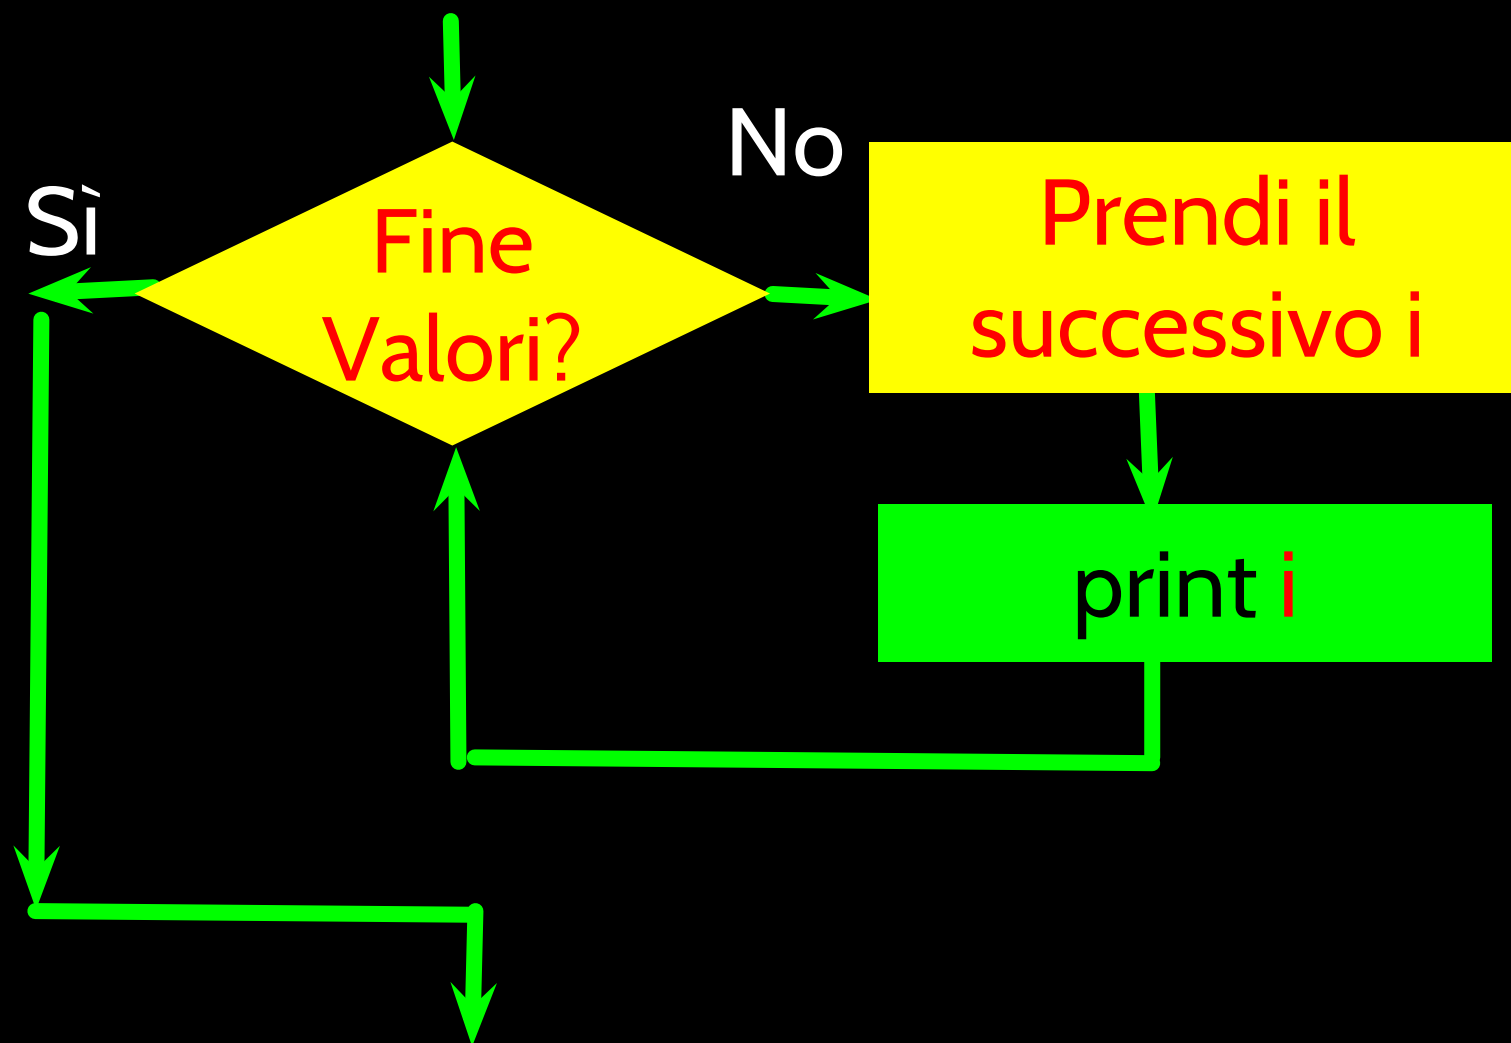 No
Sì
Fine
Valori?
Prendi il
successivo i
print i